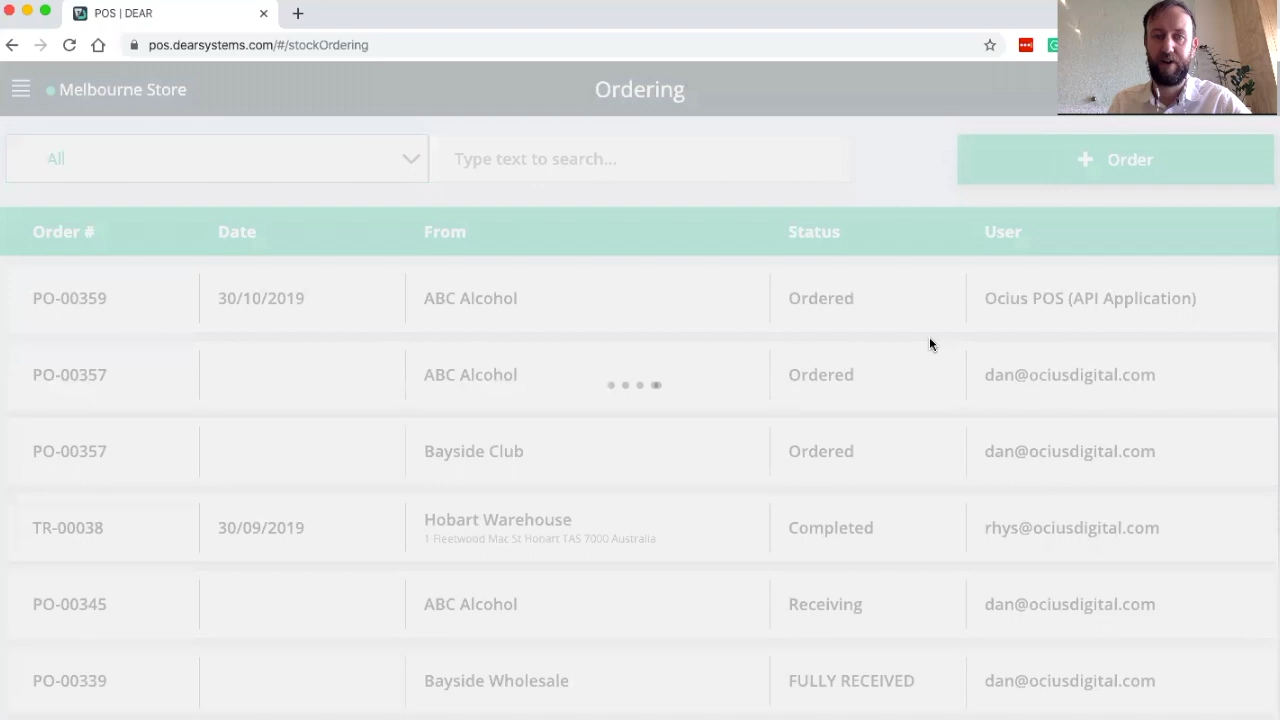 POS | DEAR
pos.dearsystems.com/#/stockOrdering
Melbourne Store
Ordering
All
Type text to search...
+ Order
Order # Date From Status User
PO-00359 30/10/2019 ABC Alcohol Ordered Ocius POS (API Application)
PO-00357 ABC Alcohol Ordered dan@ociusdigital.com
PO-00357 Bayside Club Ordered dan@ociusdigital.com
TR-00038 30/09/2019 Hobart Warehouse Completed rhys@ociusdigital.com
1 Fleetwood Mac St Honart TAS 7000 Australia
PO-00345 ABC Alcohol Receiving dan@ociusdigital.com
PO-00339 Bayside Wholesale FULLY RECEIVED dan@ociusdigital.com